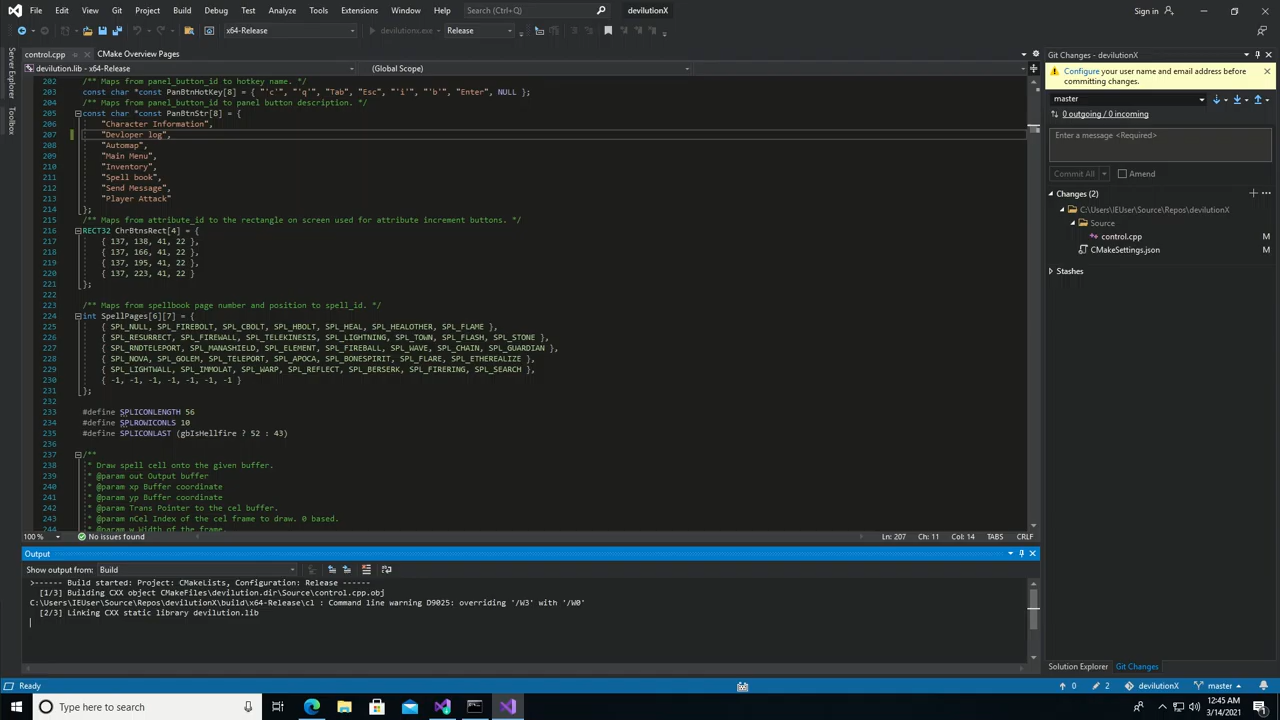 File Edit View Git Project Build Debug Test Analyze Tools Extensions Window Help Search (Ctrl+Q) devilutionX Sign in
x64-Release devilutionx.exe Release
control.cpp CMake Overview Pages
devilution.lib - x64-Release (Global Scope)
202 /** Maps from panel_button_id to hotkey name. */
203 const char *const PanBtnHotKey[8] = { "'c'", "'q'", "Tab", "Esc", "'i'", "'b'", "Enter", NULL };
204 /** Maps from panel_button_id to panel button description. */
205 const char *const PanBtnStr[8] = {
206 "Character Information",
207 "Devloper log",
208 "Automap",
209 "Main Menu",
210 "Inventory",
211 "Spell book",
212 "Send Message",
213 "Player Attack"
214 };
215 /** Maps from attribute_id to the rectangle on screen used for attribute increment buttons. */
216 RECT32 ChrBtnsRect[4] = {
217 { 137, 138, 41, 22 },
218 { 137, 166, 41, 22 },
219 { 137, 195, 41, 22 },
220 { 137, 223, 41, 22 }
221 };
222
223 /** Maps from spellbook page number and position to spell_id. */
224 int SpellPages[6][7] = {
225 { SPL_NULL, SPL_FIREBOLT, SPL_CBOLT, SPL_HBOLT, SPL_HEAL, SPL_HEALOTHER, SPL_FLAME },
226 { SPL_RESURRECT, SPL_FIREWALL, SPL_TELEKINESIS, SPL_LIGHTNING, SPL_TOWN, SPL_FLASH, SPL_STONE },
227 { SPL_RNDTELEPORT, SPL_MANASHIELD, SPL_ELEMENT, SPL_FIREBALL, SPL_WAVE, SPL_CHAIN, SPL_GUARDIAN },
228 { SPL_NOVA, SPL_GOLEM, SPL_TELEPORT, SPL_APOCA, SPL_BONESPIRIT, SPL_FLARE, SPL_ETHEREALIZE },
229 { SPL_LIGHTWALL, SPL_IMMOLAT, SPL_WARP, SPL_REFLECT, SPL_BERSERK, SPL_FIRERING, SPL_SEARCH },
230 { -1, -1, -1, -1, -1, -1, -1 }
231 };
232
233 #define SPLICONLENGTH 56
234 #define SPLROWICONLS 10
235 #define SPLICONLAST (gbIsHellfire ? 52 : 43)
236
237 /**
238 * Draw spell cell onto the given buffer.
239 * @param out Output buffer
240 * @param xp Buffer coordinate
241 * @param yp Buffer coordinate
242 * @param Trans Pointer to the cel buffer.
243 * @param nCel Index of the cel frame to draw. 0 based.
244 * @param w Width of the frame.
100 % No issues found Ln: 207 Ch: 11 Col: 14 TABS CRLF
Output
Show output from: Build
>------ Build started: Project: CMakeLists, Configuration: Release ------
[1/3] Building CXX object CMakeFiles\devilution.dir\Source\control.cpp.obj
C:\Users\IEUser\Source\Repos\devilutionX\build\x64-Release\cl : Command line warning D9025: overriding '/W3' with '/W0'
[2/3] Linking CXX static library devilution.lib
Server Explorer
Toolbox
Git Changes - devilutionX
Configure your user name and email address before
committing changes.
master
0 outgoing / 0 incoming
Enter a message <Required>
Commit All Amend
Changes (2)
C:\Users\IEUser\Source\Repos\devilutionX
Source
control.cpp M
CMakeSettings.json M
Stashes
Solution Explorer Git Changes
Ready 0 2 devilutionX master
Type here to search
12:45 AM
3/14/2021